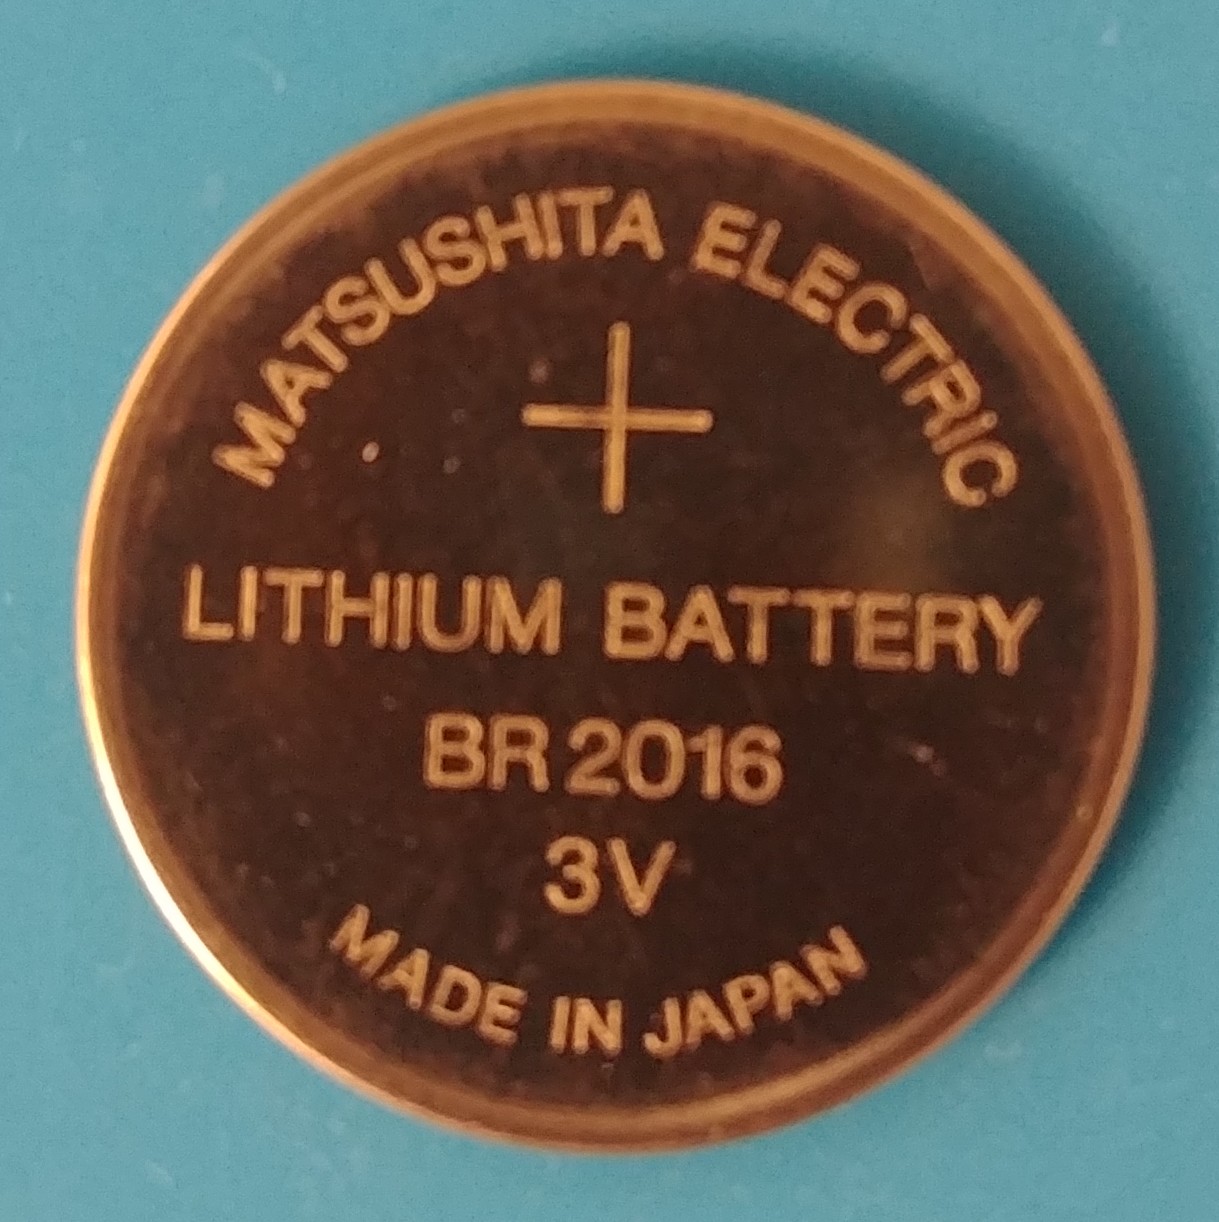 MATSUSHITA ELECTRIC
+
LITHIUM BATTERY
BR 2016
3V
MADE IN JAPAN